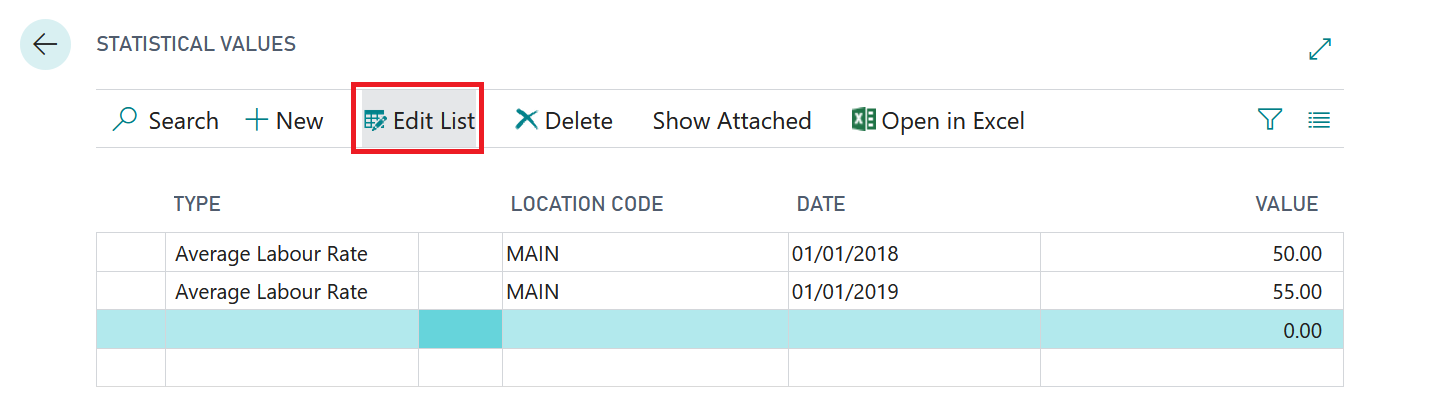 STATISTICAL VALUES
Search New Edit List Delete Show Attached Open in Excel
TYPE LOCATION CODE DATE VALUE
Average Labour Rate MAIN 01/01/2018 50.00
Average Labour Rate MAIN 01/01/2019 55.00
0.00